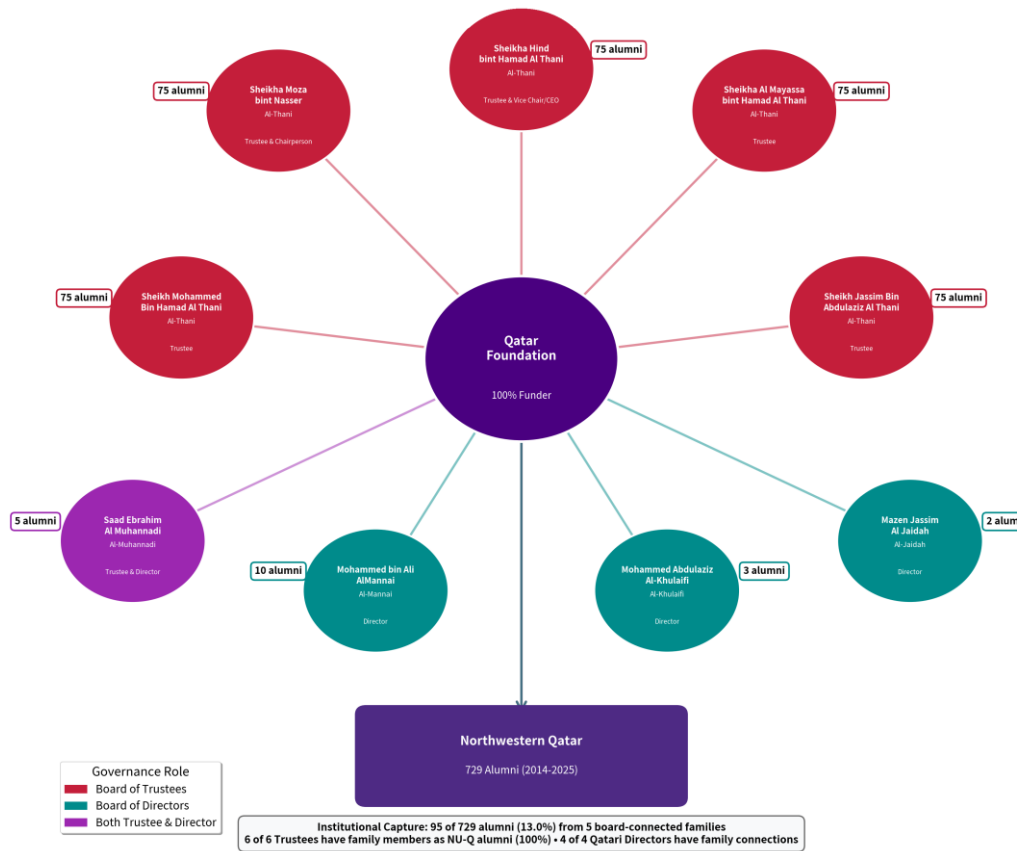 Sheikha Hind
bint Hamad Al Thani
Al-Thani
Trustee & Vice Chair/CEO
75 alumni
75 alumni
Sheikha Moza
bint Nasser
Al-Thani
Trustee & Chairperson
Sheikha Al Mayassa
bint Hamad Al Thani
Al-Thani
Trustee
75 alumni
75 alumni
Sheikh Mohammed
Bin Hamad Al Thani
Al-Thani
Trustee
Sheikh Jassim Bin
Abdulaziz Al Thani
Al-Thani
Trustee
75 alumni
Qatar
Foundation
100% Funder
5 alumni
Saad Ebrahim
Al Muhannadi
Al-Muhannadi
Trustee & Director
10 alumni
Mohammed bin Ali
AlMannai
Al-Mannai
Director
Mohammed Abdulaziz
Al-Khulaifi
Al-Khulaifi
Director
3 alumni
Mazen Jassim
Al Jaidah
Al-Jaidah
Director
2 alum
Northwestern Qatar
729 Alumni (2014-2025)
Governance Role
Board of Trustees
Board of Directors
Both Trustee & Director
Institutional Capture: 95 of 729 alumni (13.0%) from 5 board-connected families
6 of 6 Trustees have family members as NU-Q alumni (100%) • 4 of 4 Qatari Directors have family connections